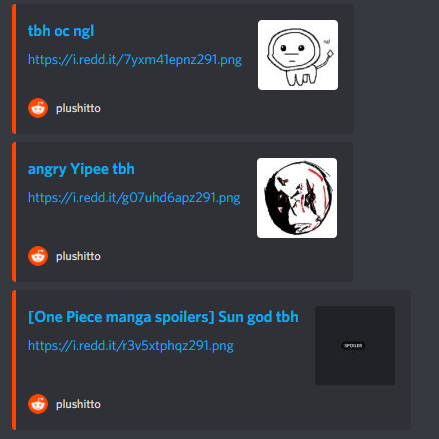 tbh oc ngl
https://i.redd.it/7yxm41epnz291.png
plushitto
angry Yipee tbh
https://i.redd.it/g07uhd6apz291.png
plushitto
[One Piece manga spoilers] Sun god tbh
https://i.redd.it/r3v5xtphqz291.png
SPOILER
plushitto